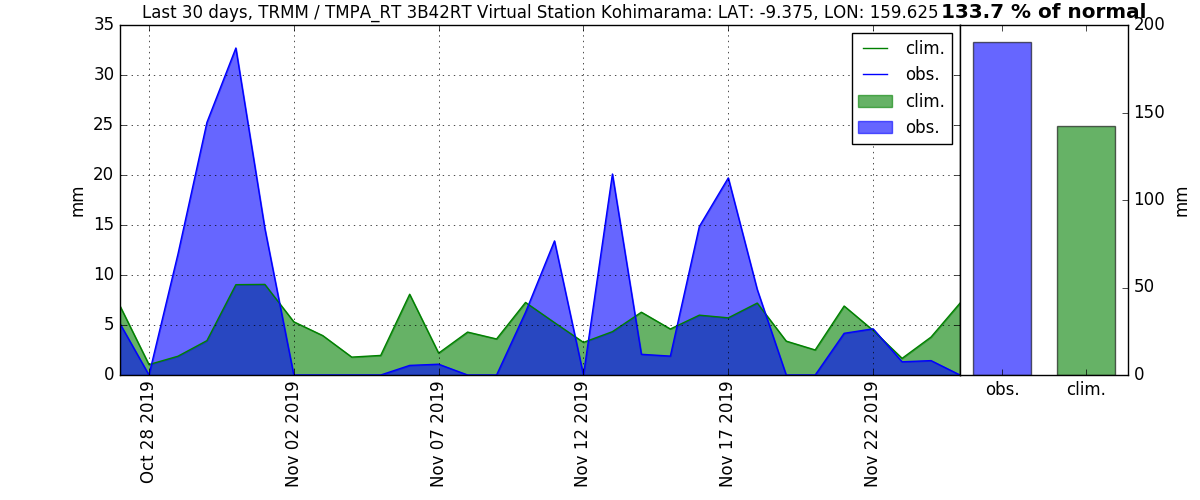 Last 30 days, TRMM / TMPA_RT 3B42RT Virtual Station Kohimarama: LAT: -9.375, LON: 159.625 133.7 % of normal
35
30
25
20
15
10
5
0
mm
clim.
obs.
clim.
obs.
Oct 28 2019
Nov 02 2019
Nov 07 2019
Nov 12 2019
Nov 17 2019
Nov 22 2019
200
150
100
50
0
mm
obs.
clim.